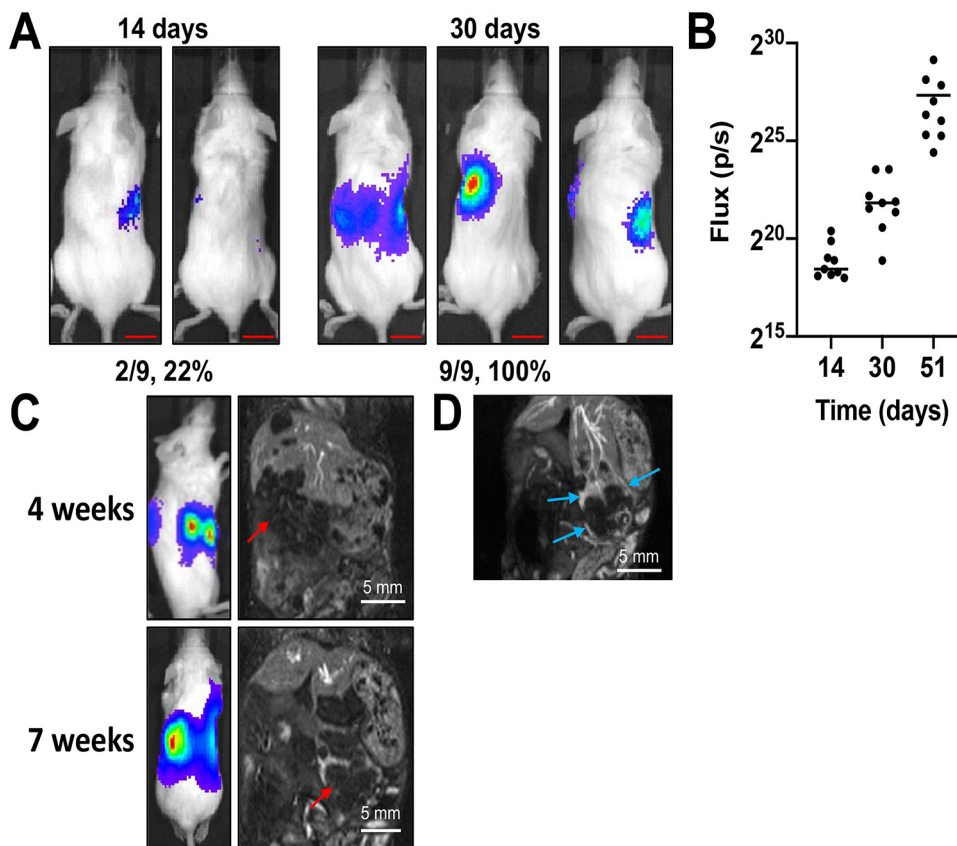 A
14 days
30 days
2/9, 22%
9/9, 100%
B
2^30
2^25
2^20
2^15
Flux (p/s)
14 30 51
Time (days)
C
4 weeks
5 mm
7 weeks
5 mm
D
5 mm